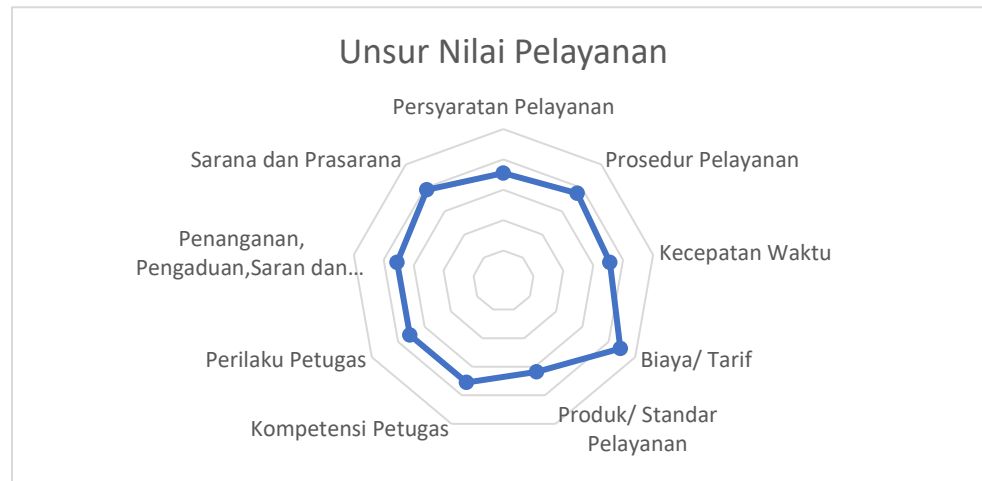 Unsur Nilai Pelayanan
Persyaratan Pelayanan
Prosedur Pelayanan
Kecepatan Waktu
Biaya/ Tarif
Produk/ Standar
Pelayanan
Kompetensi Petugas
Perilaku Petugas
Penanganan,
Pengaduan,Saran dan...
Sarana dan Prasarana